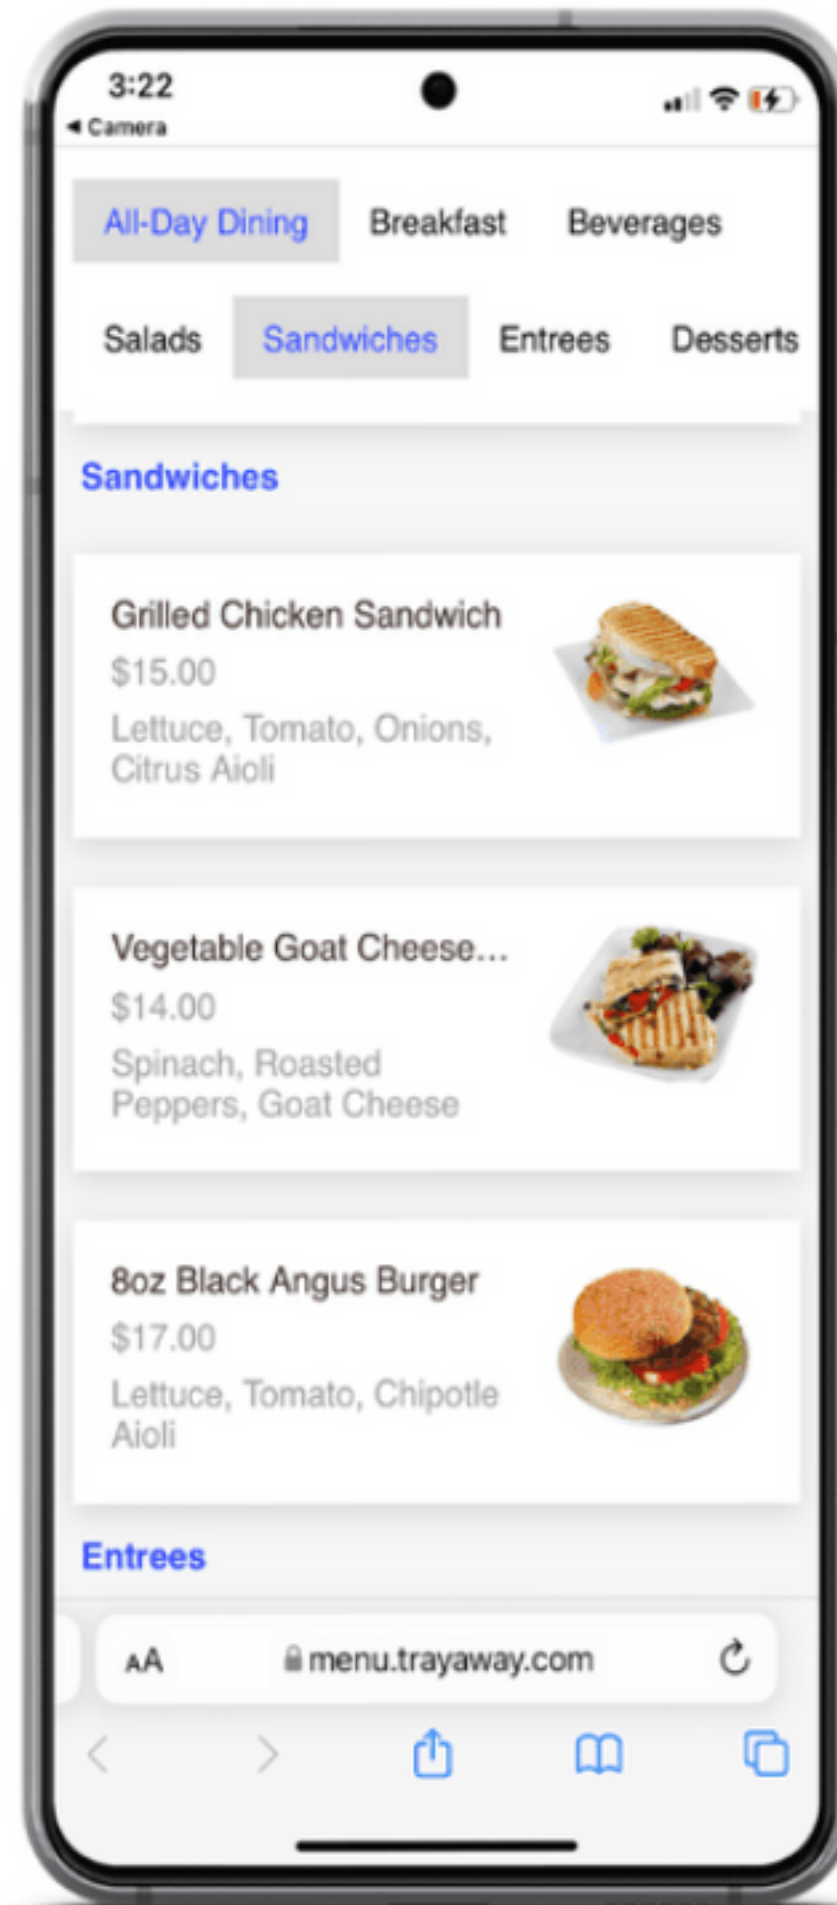 3:22
◀ Camera
All-Day Dining Breakfast Beverages
Salads Sandwiches Entrees Desserts
Sandwiches
Grilled Chicken Sandwich
$15.00
Lettuce, Tomato, Onions,
Citrus Aioli
Vegetable Goat Cheese...
$14.00
Spinach, Roasted
Peppers, Goat Cheese
8oz Black Angus Burger
$17.00
Lettuce, Tomato, Chipotle
Aioli
Entrees
AA menu.trayaway.com